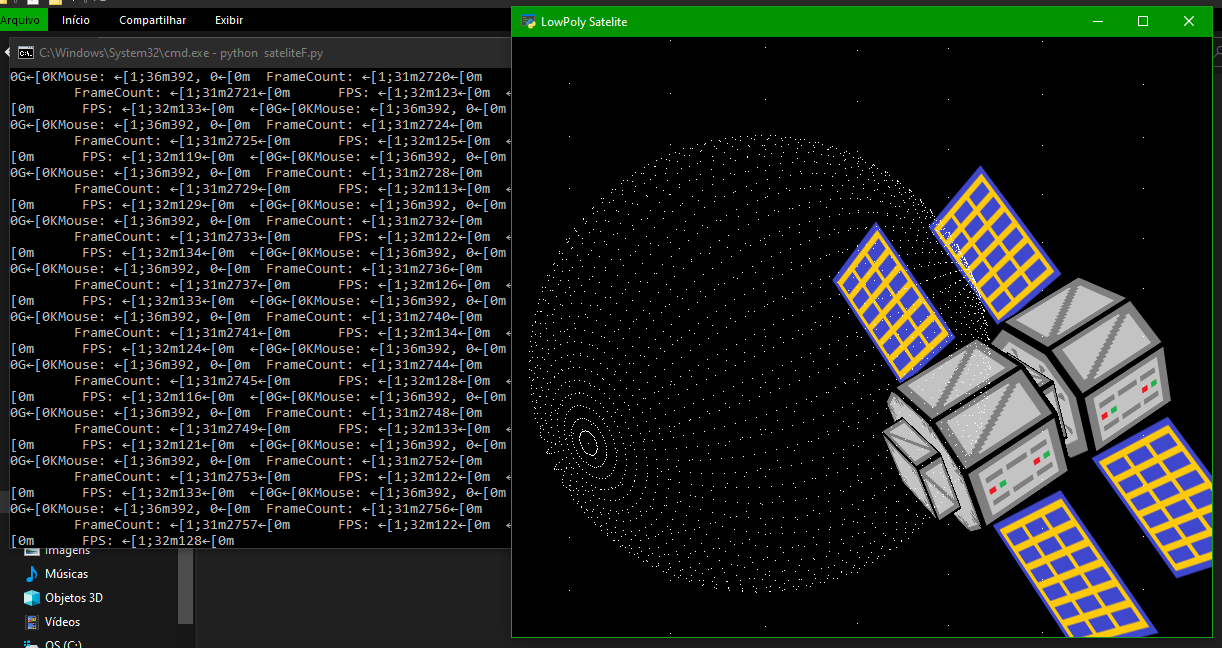 Arquivo Início Compartilhar Exibir
LowPoly Satelite
C:\Windows\System32\cmd.exe - python sateliteF.py
0G←[0KMouse: ←[1;36m392, 0←[0m FrameCount: ←[1;31m2720←[0m
FrameCount: ←[1;31m2721←[0m FPS: ←[1;32m123←[0m ←
[0m FPS: ←[1;32m133←[0m ←[0G←[0KMouse: ←[1;36m392, 0←[0m
0G←[0KMouse: ←[1;36m392, 0←[0m FrameCount: ←[1;31m2724←[0m
FrameCount: ←[1;31m2725←[0m FPS: ←[1;32m125←[0m ←
[0m FPS: ←[1;32m119←[0m ←[0G←[0KMouse: ←[1;36m392, 0←[0m
0G←[0KMouse: ←[1;36m392, 0←[0m FrameCount: ←[1;31m2728←[0m
FrameCount: ←[1;31m2729←[0m FPS: ←[1;32m113←[0m ←
[0m FPS: ←[1;32m129←[0m ←[0G←[0KMouse: ←[1;36m392, 0←[0m
0G←[0KMouse: ←[1;36m392, 0←[0m FrameCount: ←[1;31m2732←[0m
FrameCount: ←[1;31m2733←[0m FPS: ←[1;32m122←[0m ←
[0m FPS: ←[1;32m134←[0m ←[0G←[0KMouse: ←[1;36m392, 0←[0m
0G←[0KMouse: ←[1;36m392, 0←[0m FrameCount: ←[1;31m2736←[0m
FrameCount: ←[1;31m2737←[0m FPS: ←[1;32m126←[0m ←
[0m FPS: ←[1;32m133←[0m ←[0G←[0KMouse: ←[1;36m392, 0←[0m
0G←[0KMouse: ←[1;36m392, 0←[0m FrameCount: ←[1;31m2740←[0m
FrameCount: ←[1;31m2741←[0m FPS: ←[1;32m134←[0m ←
[0m FPS: ←[1;32m124←[0m ←[0G←[0KMouse: ←[1;36m392, 0←[0m
0G←[0KMouse: ←[1;36m392, 0←[0m FrameCount: ←[1;31m2744←[0m
FrameCount: ←[1;31m2745←[0m FPS: ←[1;32m128←[0m ←
[0m FPS: ←[1;32m116←[0m ←[0G←[0KMouse: ←[1;36m392, 0←[0m
0G←[0KMouse: ←[1;36m392, 0←[0m FrameCount: ←[1;31m2748←[0m
FrameCount: ←[1;31m2749←[0m FPS: ←[1;32m133←[0m ←
[0m FPS: ←[1;32m121←[0m ←[0G←[0KMouse: ←[1;36m392, 0←[0m
0G←[0KMouse: ←[1;36m392, 0←[0m FrameCount: ←[1;31m2752←[0m
FrameCount: ←[1;31m2753←[0m FPS: ←[1;32m122←[0m ←
[0m FPS: ←[1;32m133←[0m ←[0G←[0KMouse: ←[1;36m392, 0←[0m
0G←[0KMouse: ←[1;36m392, 0←[0m FrameCount: ←[1;31m2756←[0m
FrameCount: ←[1;31m2757←[0m FPS: ←[1;32m122←[0m ←
[0m FPS: ←[1;32m128←[0m
Imagens
Músicas
Objetos 3D
Vídeos
OS (C:)